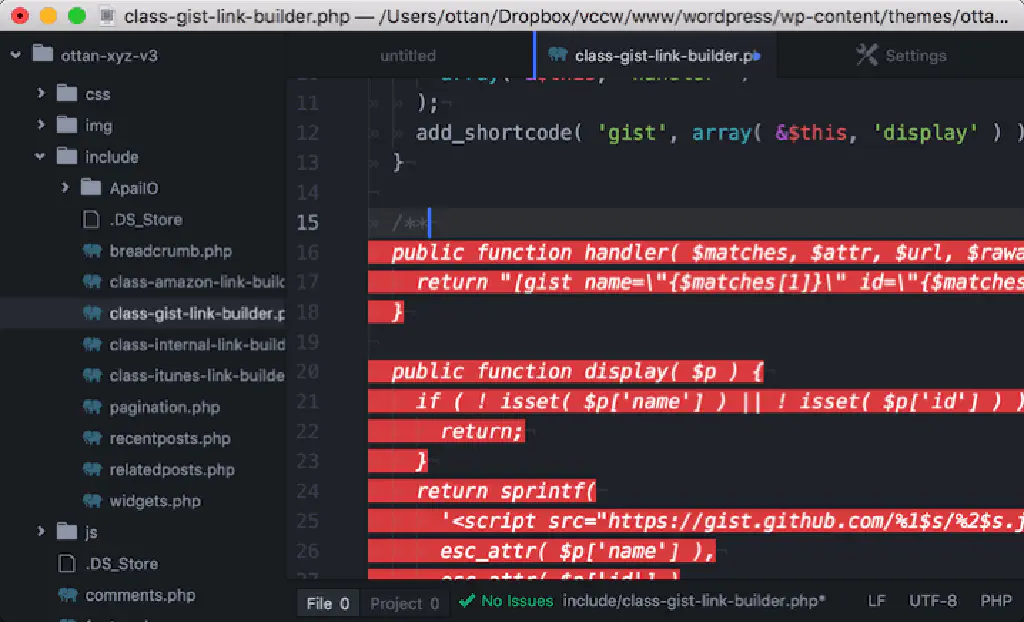 class-gist-link-builder.php — /Users/ottan/Dropbox/vccw/www/wordpress/wp-content/themes/otta...
ottan-xyz-v3
css
img
include
ApaiIO
.DS_Store
breadcrumb.php
class-amazon-link-builc
class-gist-link-builder.p
class-internal-link-build
class-itunes-link-builde
pagination.php
recentposts.php
relatedposts.php
widgets.php
js
.DS_Store
comments.php
untitled
class-gist-link-builder.ph
Settings
11 );
12 add_shortcode( 'gist', array( &$this, 'display' ) )
13 }
14
15 /**
16 public function handler( $matches, $attr, $url, $rawa
17 return "[gist name=\"{$matches[1]}\" id=\"{$matches
18 }
19
20 public function display( $p ) {
21 if ( ! isset( $p['name'] ) || ! isset( $p['id'] ) )
22 return;
23 }
24 return sprintf(
25 '<script src="https://gist.github.com/%1$s/%2$s.j
26 esc_attr( $p['name'] ),
27 esc_attr( $p['id'] )
File 0 Project 0 No Issues include/class-gist-link-builder.php* LF UTF-8 PHP